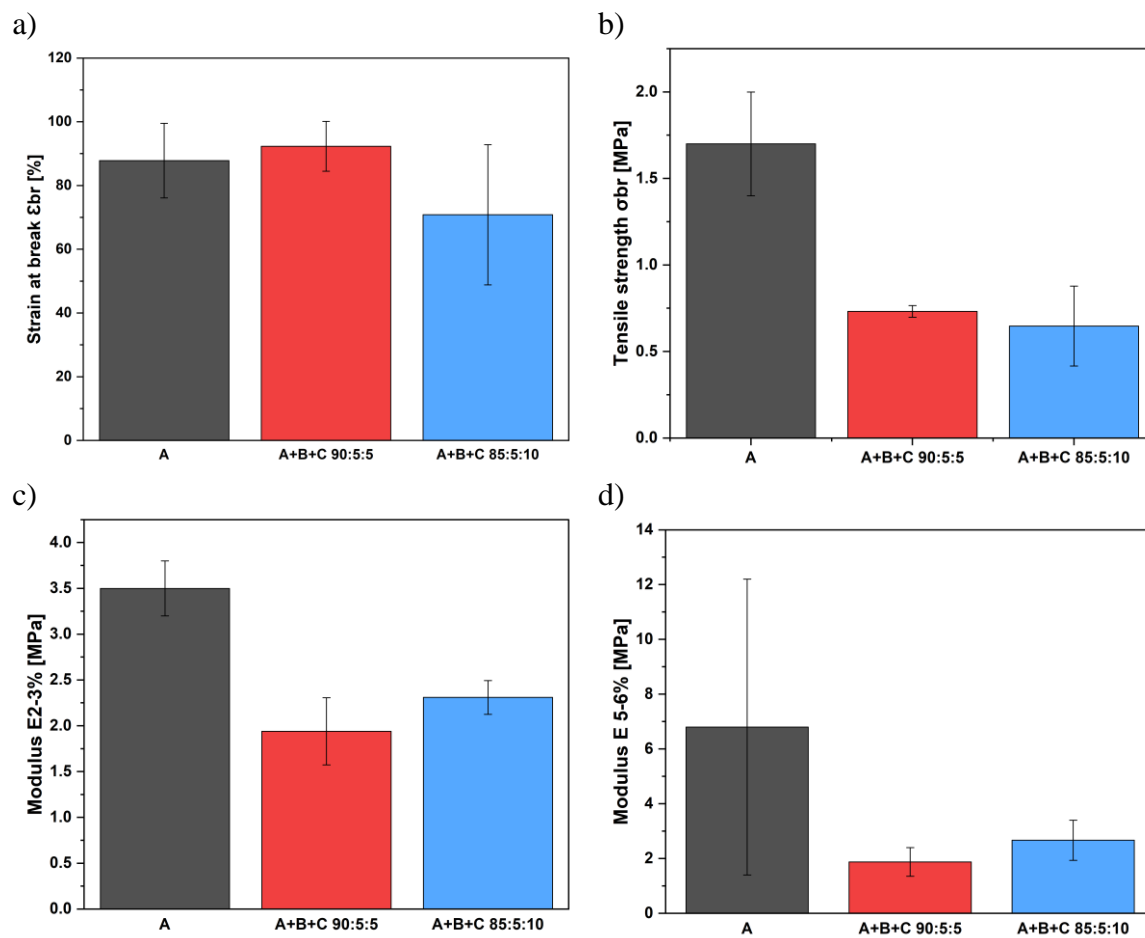 a)
Strain at break Ɛbr [%]
120
100
80
60
40
20
0
A
A+B+C 90:5:5
A+B+C 85:5:10
b)
Tensile strength σbr [MPa]
2.0
1.5
1.0
0.5
0.0
A
A+B+C 90:5:5
A+B+C 85:5:10
c)
Modulus E2-3% [MPa]
4.0
3.5
3.0
2.5
2.0
1.5
1.0
0.5
0.0
A
A+B+C 90:5:5
A+B+C 85:5:10
d)
Modulus E 5-6% [MPa]
14
12
10
8
6
4
2
0
A
A+B+C 90:5:5
A+B+C 85:5:10